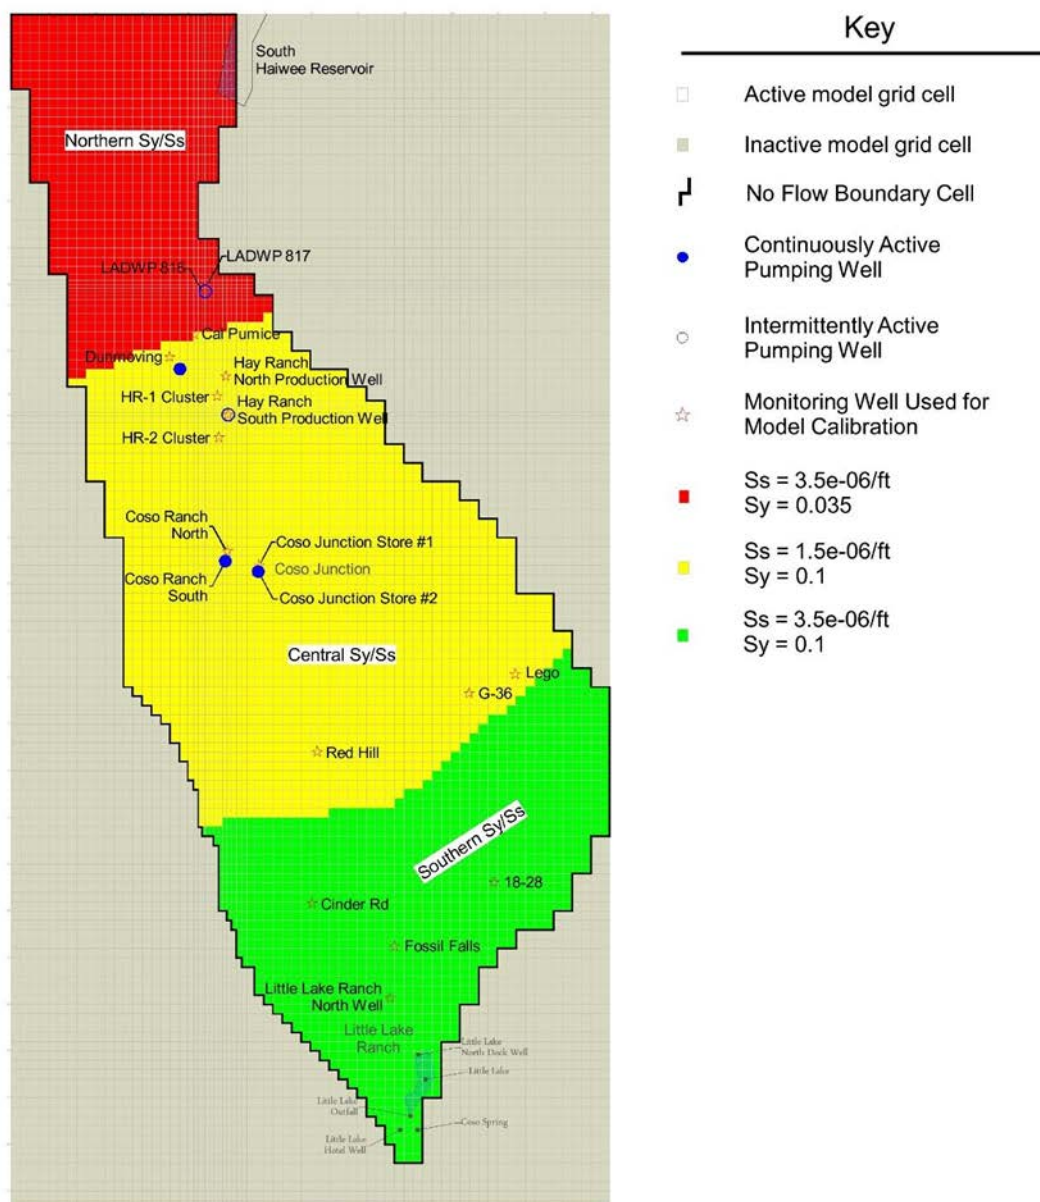 South
Haiwee Reservoir
Northern Sy/Ss
LADWP 817
LADWP 816
Cal Pumice
Dunmoving
Hay Ranch
North Production Well
HR-1 Cluster
Hay Ranch
South Production Well
HR-2 Cluster
Coso Ranch
North
Coso Junction Store #1
Coso Junction
Coso Ranch
South
Coso Junction Store #2
Central Sy/Ss
Lego
G-36
Red Hill
Southern Sy/Ss
18-28
Cinder Rd
Fossil Falls
Little Lake Ranch
North Well
Little Lake
Ranch
Little Lake
North Dock Well
Little Lake
Little Lake
Outfall
Coso Spring
Little Lake
Hotel Well
Key
Active model grid cell
Inactive model grid cell
No Flow Boundary Cell
Continuously Active
Pumping Well
Intermittently Active
Pumping Well
Monitoring Well Used for
Model Calibration
Ss = 3.5e-06/ft
Sy = 0.035
Ss = 1.5e-06/ft
Sy = 0.1
Ss = 3.5e-06/ft
Sy = 0.1